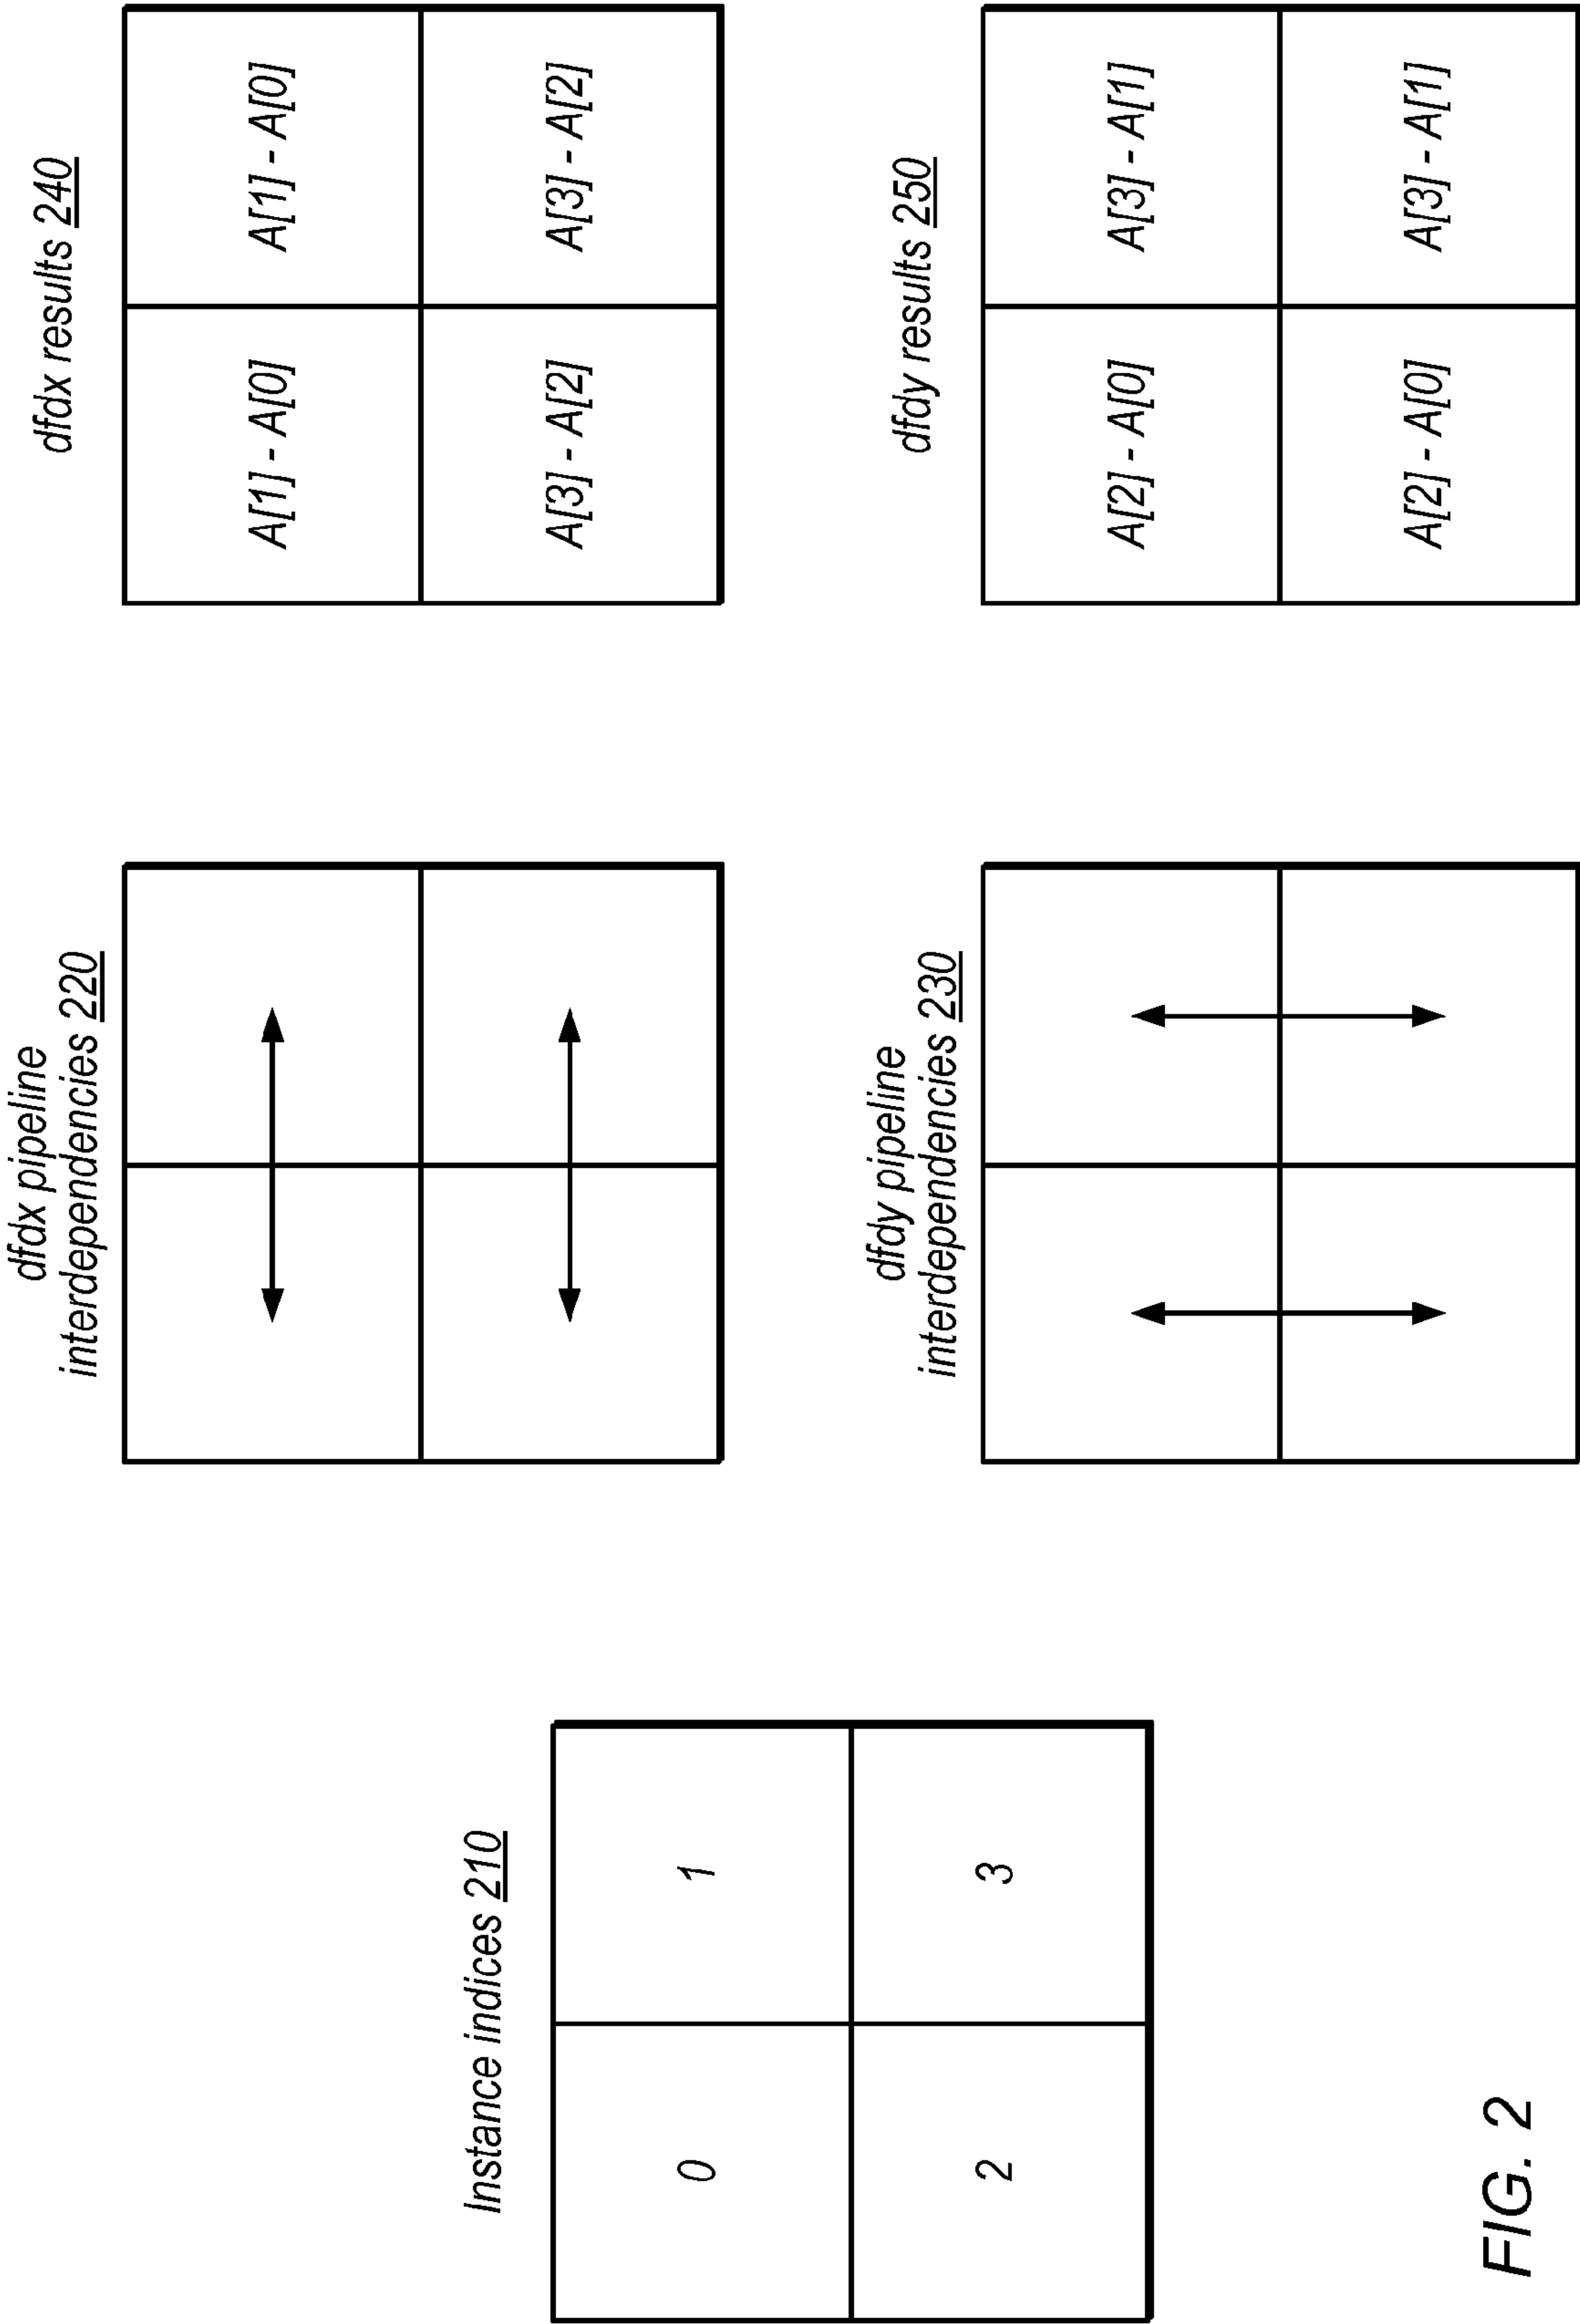 Instance indices 210
0
1
2
3
dfdx pipeline
interdependencies 220
dfdx results 240
A[1] - A[0]
A[1] - A[0]
A[3] - A[2]
A[3] - A[2]
dfdy pipeline
interdependencies 230
dfdy results 250
A[2] - A[0]
A[3] - A[1]
A[2] - A[0]
A[3] - A[1]
FIG. 2